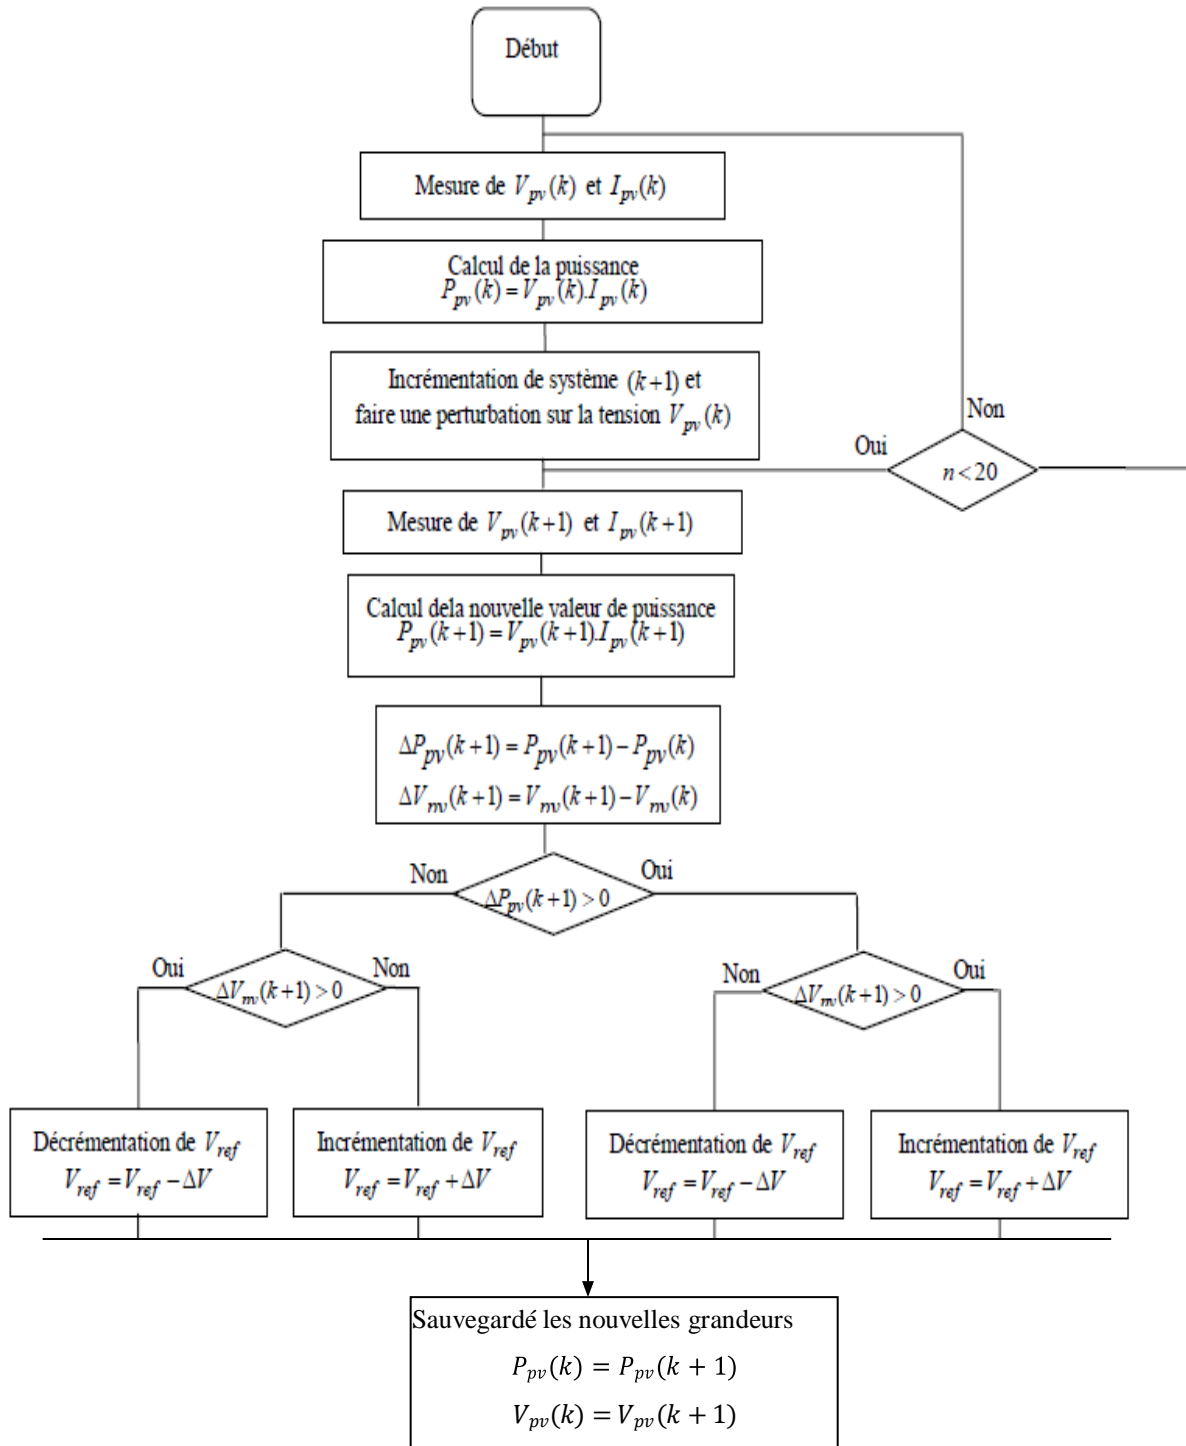 Début
Mesure de V_pv(k) et I_pv(k)
Calcul de la puissance
P_pv(k)=V_pv(k).I_pv(k)
Incrémentation de système (k+1) et
faire une perturbation sur la tension V_pv(k)
Non
Oui
n<20
Mesure de V_pv(k+1) et I_pv(k+1)
Calcul dela nouvelle valeur de puissance
P_pv(k+1)=V_pv(k+1).I_pv(k+1)
ΔP_pv(k+1)=P_pv(k+1)-P_pv(k)
ΔV_pv(k+1)=V_pv(k+1)-V_pv(k)
Non
Oui
ΔP_pv(k+1)>0
Oui
Non
ΔV_pv(k+1)>0
Non
Oui
ΔV_pv(k+1)>0
Décrémentation de V_ref
V_ref=V_ref-ΔV
Incrémentation de V_ref
V_ref=V_ref+ΔV
Décrémentation de V_ref
V_ref=V_ref-ΔV
Incrémentation de V_ref
V_ref=V_ref+ΔV
Sauvegardé les nouvelles grandeurs
P_pv(k) = P_pv(k + 1)
V_pv(k) = V_pv(k + 1)